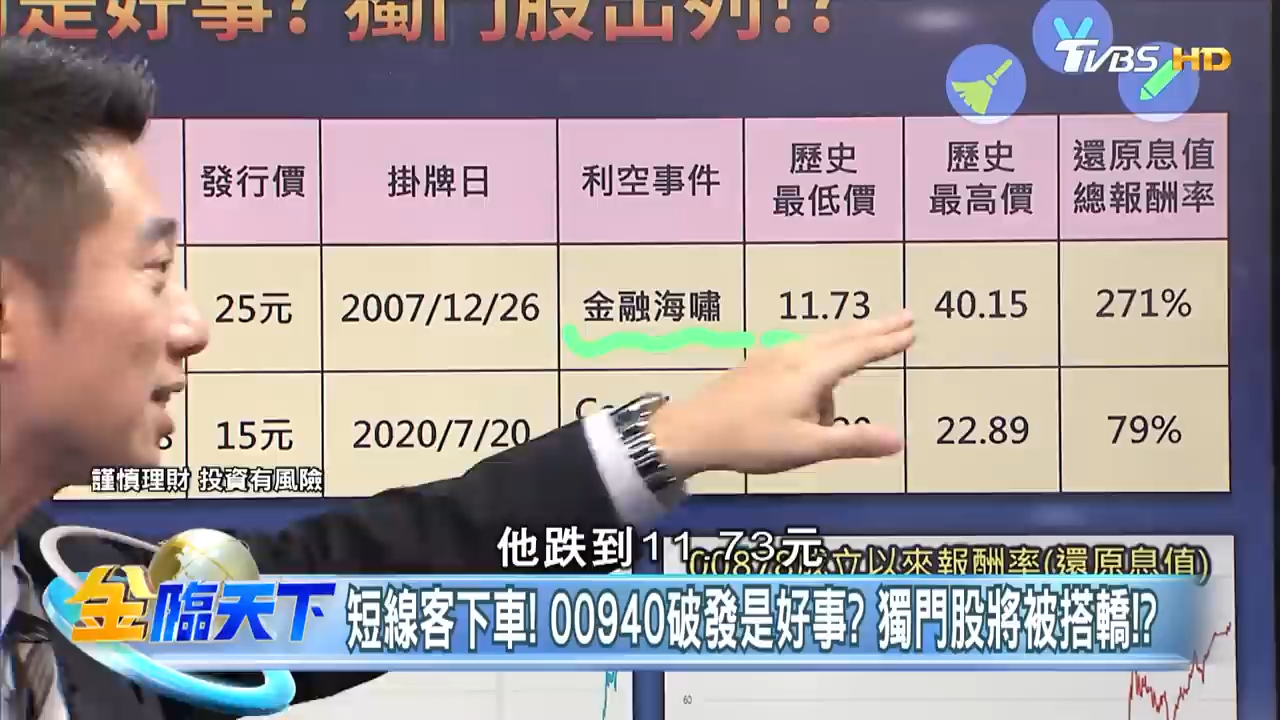 是好事？獨門股出列!?
TVBS HD
發行價 掛牌日 利空事件 歷史最低價 歷史最高價 還原息值總報酬率
25元 2007/12/26 金融海嘯 11.73 40.15 271%
15元 2020/7/20 22.89 79%
謹慎理財 投資有風險
他跌到11.73元
00878成立以來報酬率(還原息值)
金臨天下 短線客下車! 00940破發是好事? 獨門股將被搭轎!?
60